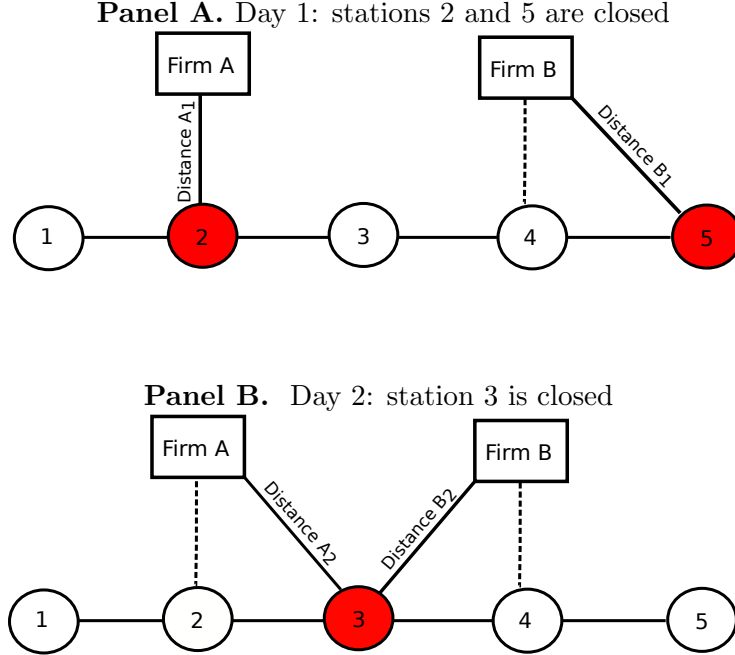 Panel A. Day 1: stations 2 and 5 are closed
Firm A
Firm B
Distance A1
Distance B1
1
2
3
4
5
Panel B. Day 2: station 3 is closed
Firm A
Firm B
Distance A2
Distance B2
1
2
3
4
5